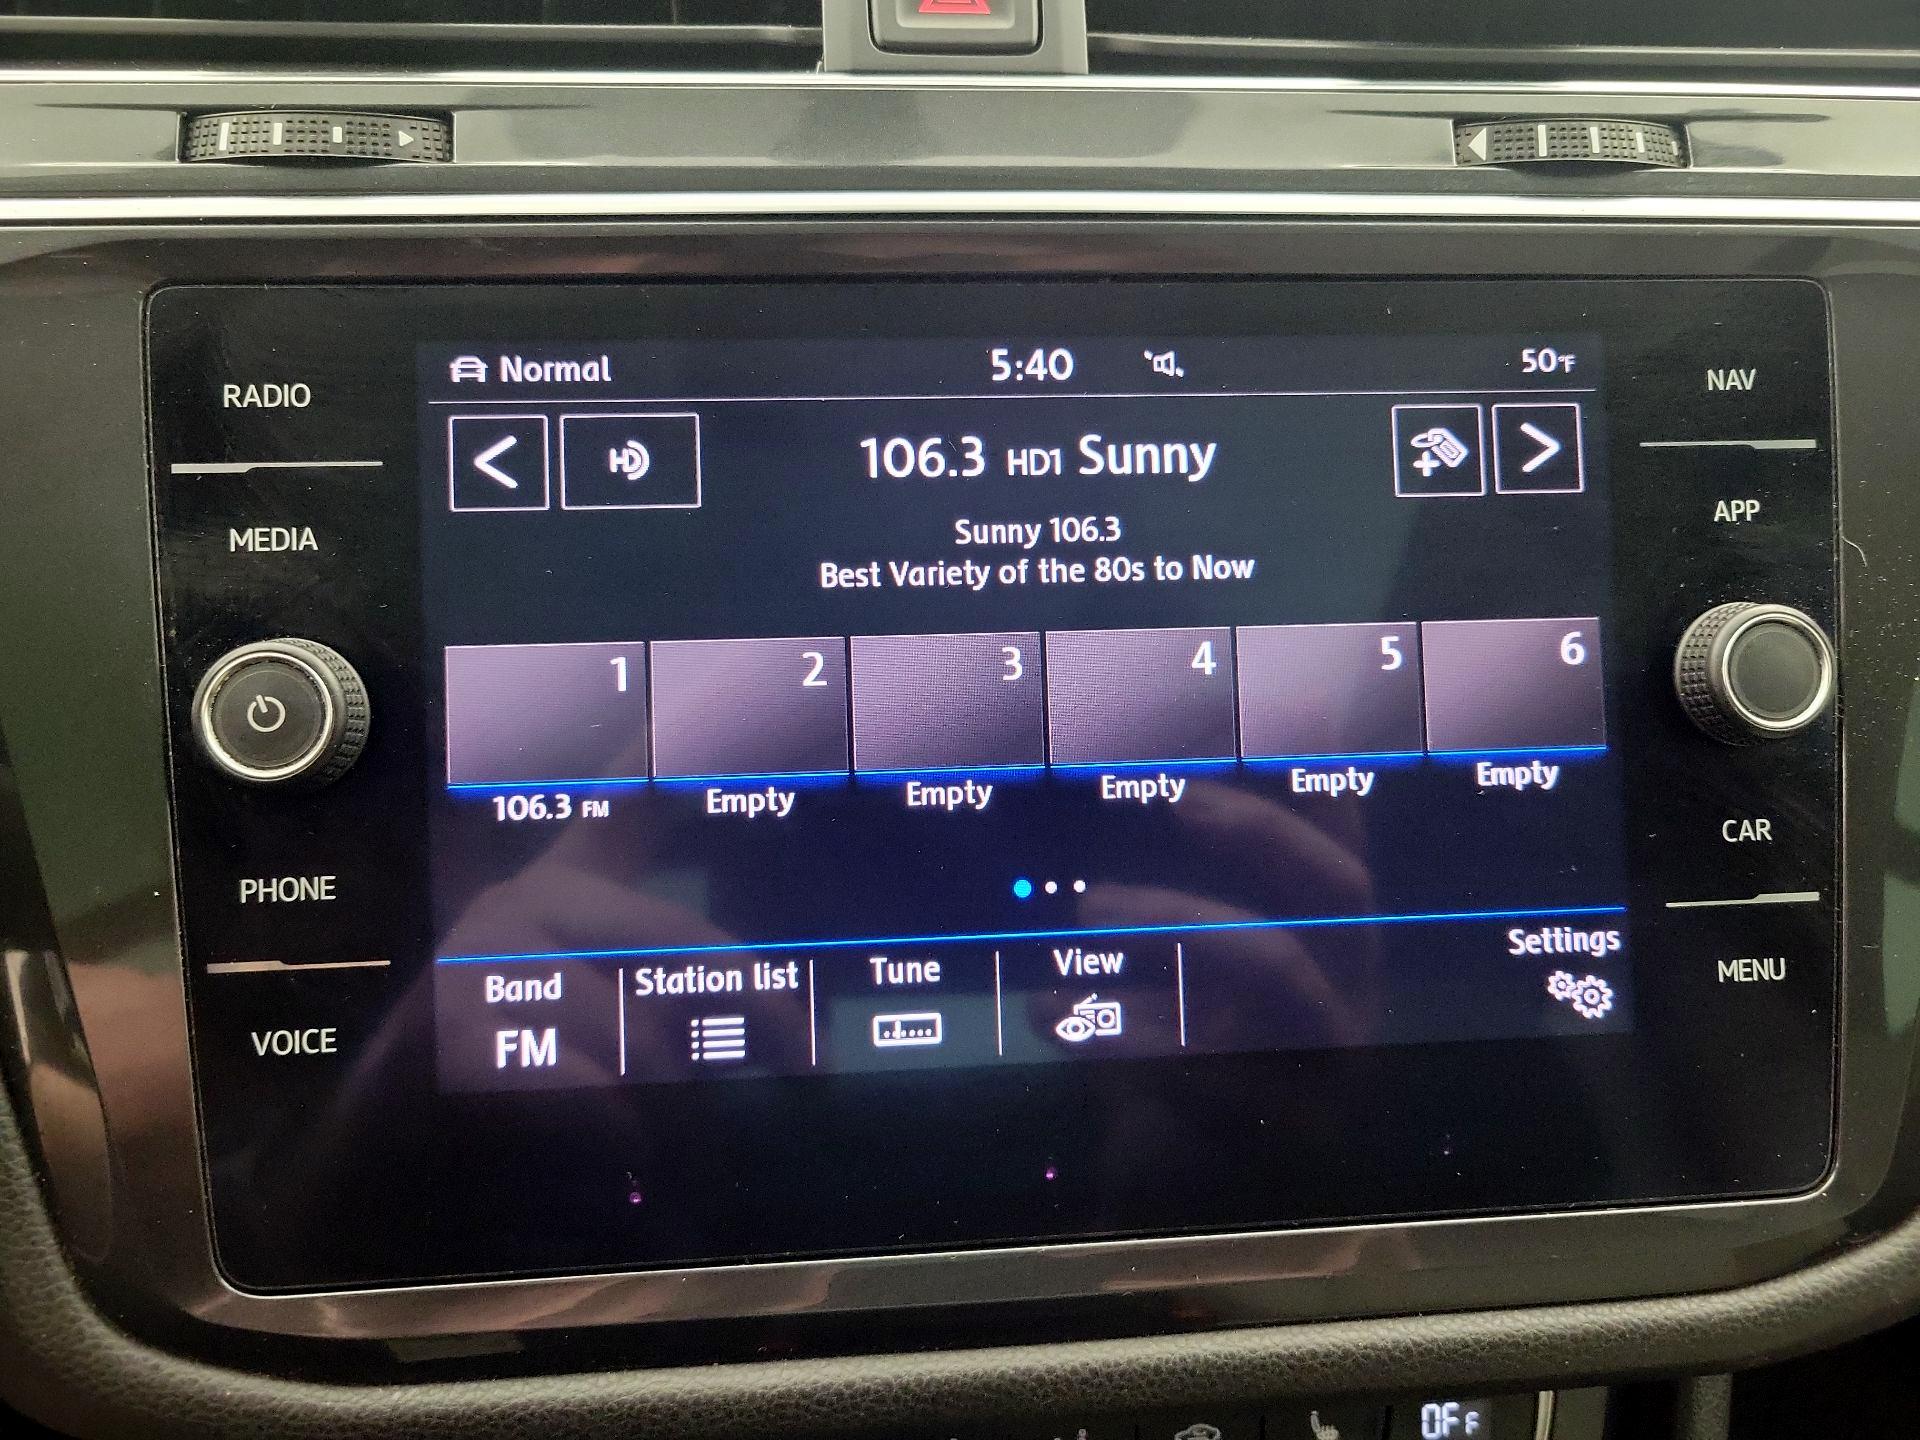 RADIO
MEDIA
PHONE
VOICE
Normal
5:40
50°F
HD
106.3 HD1 Sunny
Sunny 106.3
Best Variety of the 80s to Now
1 2 3 4 5 6
106.3 FM Empty Empty Empty Empty Empty
Band
FM
Station list
Tune
View
Settings
NAV
APP
CAR
MENU
OFF